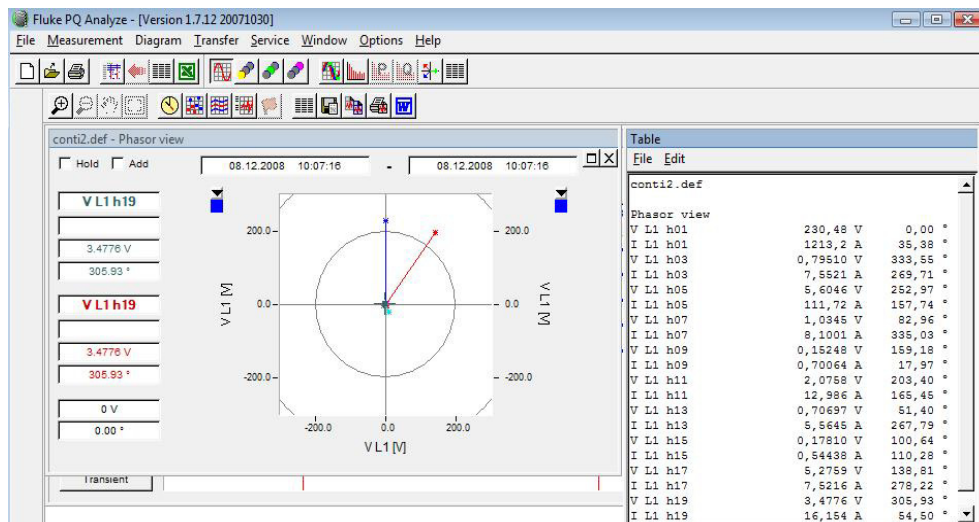 Fluke PQ Analyze - [Version 1.7.12 20071030]
File Measurement Diagram Transfer Service Window Options Help
conti2.def - Phasor view
Hold Add
08.12.2008 10:07:16 - 08.12.2008 10:07:16
V L1 h19
3.4776 V
305.93 °
V L1 h19
3.4776 V
305.93 °
0 V
0.00 °
200.0
0.0
-200.0
V L1 [V]
200.0
0.0
-200.0
V L1 [V]
-200.0 0.0 200.0
V L1 [V]
Transient
Table
File Edit
conti2.def
Phasor view
V L1 h01 230,48 V 0,00 °
I L1 h01 1213,2 A 35,38 °
V L1 h03 0,79510 V 333,55 °
I L1 h03 7,5521 A 269,71 °
V L1 h05 5,6046 V 252,97 °
I L1 h05 111,72 A 157,74 °
V L1 h07 1,0345 V 82,96 °
I L1 h07 8,1001 A 335,03 °
V L1 h09 0,15248 V 159,18 °
I L1 h09 0,70064 A 17,97 °
V L1 h11 2,0758 V 203,40 °
I L1 h11 12,986 A 165,45 °
V L1 h13 0,70697 V 51,40 °
I L1 h13 5,5645 A 267,79 °
V L1 h15 0,17810 V 100,64 °
I L1 h15 0,54438 A 110,28 °
V L1 h17 5,2759 V 138,81 °
I L1 h17 7,5216 A 278,22 °
V L1 h19 3,4776 V 305,93 °
I L1 h19 16,154 A 54,50 °